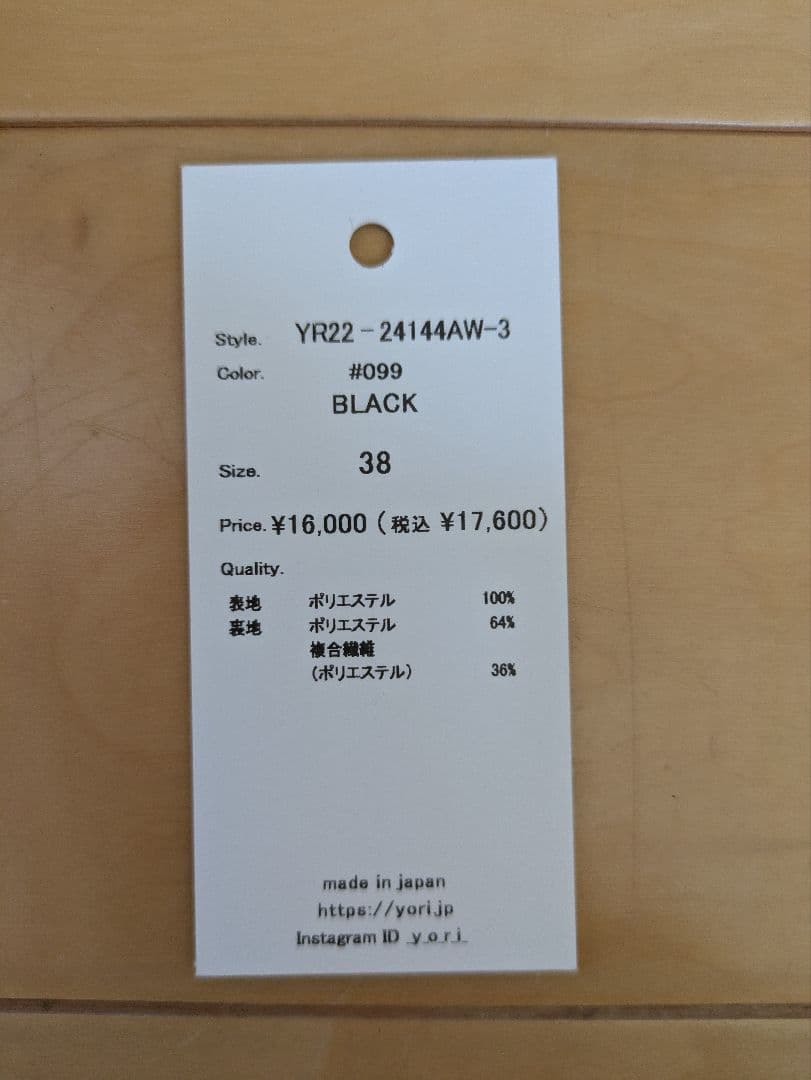 Style. YR22－24144AW-3
Color. #099
BLACK
Size. 38
Price. ¥16,000（税込 ¥17,600）
Quality.
表地 ポリエステル 100%
裏地 ポリエステル 64%
複合繊維
（ポリエステル） 36%
made in japan
https://yori.jp
Instagram ID _y_o_r_i_